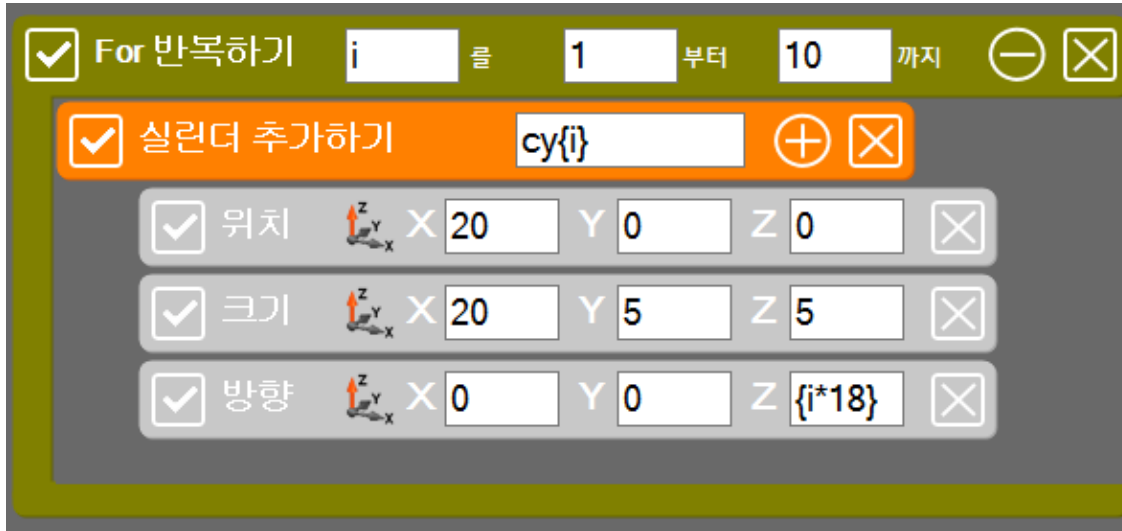 For 반복하기 i 를 1 부터 10 까지
실린더 추가하기 cy{i}
위치 Z Y X X 20 Y 0 Z 0
크기 Z Y X X 20 Y 5 Z 5
방향 Z Y X X 0 Y 0 Z {i*18}